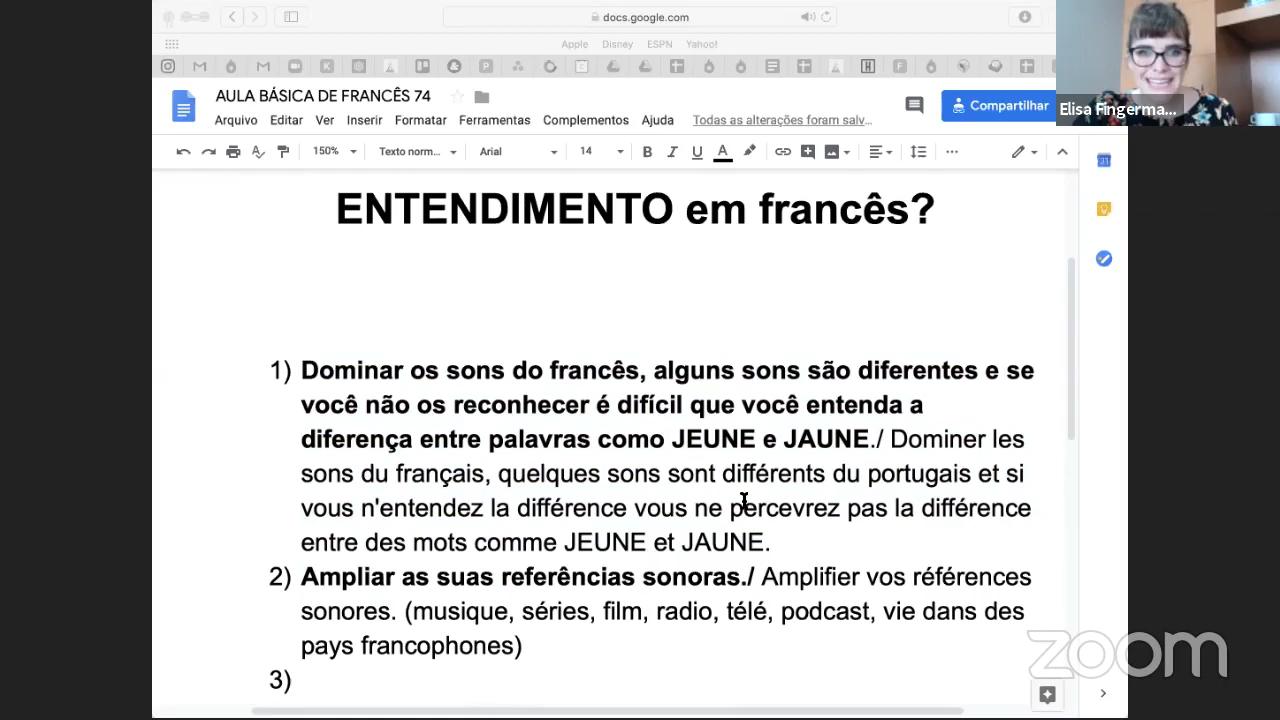 docs.google.com
Apple Disney ESPN Yahoo!
AULA BÁSICA DE FRANCÊS 74
Arquivo Editar Ver Inserir Formatar Ferramentas Complementos Ajuda Todas as alterações foram salv...
Compartilhar
Elisa Fingerma...
150% Texto norm... Arial 14 B I U A
31
ENTENDIMENTO em francês?
1) Dominar os sons do francês, alguns sons são diferentes e se
você não os reconhecer é difícil que você entenda a
diferença entre palavras como JEUNE e JAUNE./ Dominer les
sons du français, quelques sons sont différents du portugais et si
vous n'entendez la différence vous ne percevrez pas la différence
entre des mots comme JEUNE et JAUNE.
2) Ampliar as suas referências sonoras./ Amplifier vos références
sonores. (musique, séries, film, radio, télé, podcast, vie dans des
pays francophones)
3)
zoom